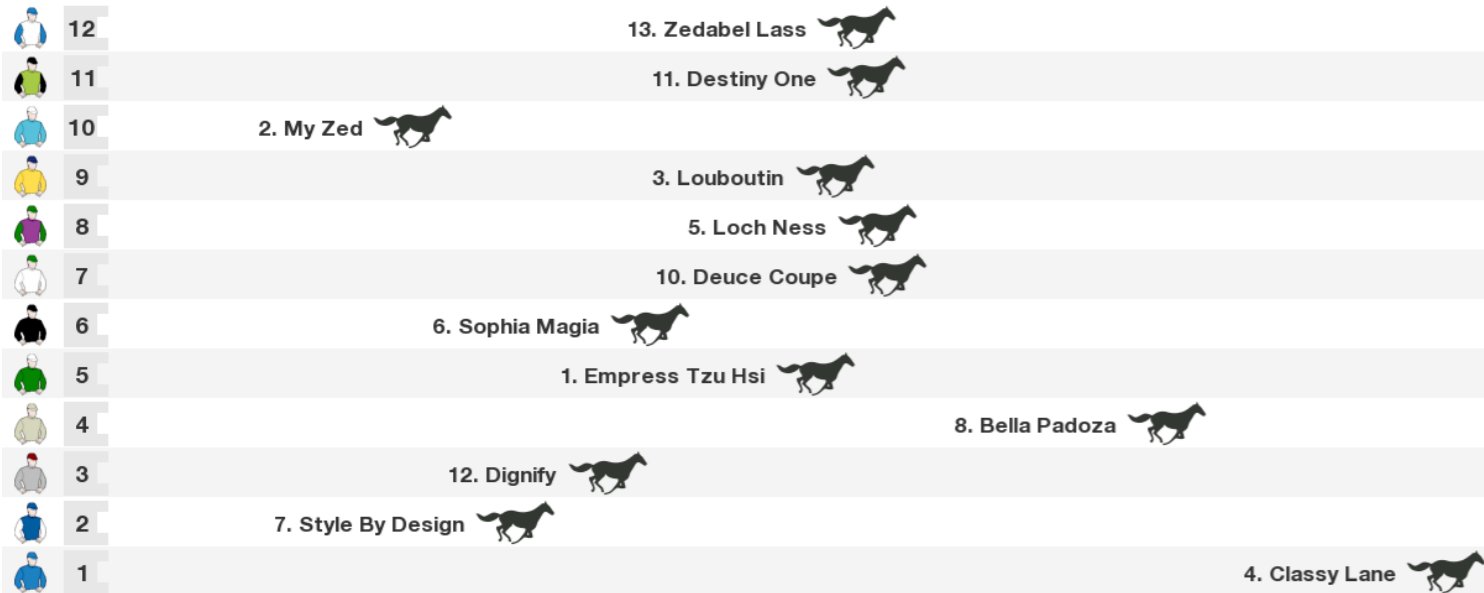 12 13. Zedabel Lass
11 11. Destiny One
10 2. My Zed
9 3. Louboutin
8 5. Loch Ness
7 10. Deuce Coupe
6 6. Sophia Magia
5 1. Empress Tzu Hsi
4 8. Bella Padoza
3 12. Dignify
2 7. Style By Design
1 4. Classy Lane